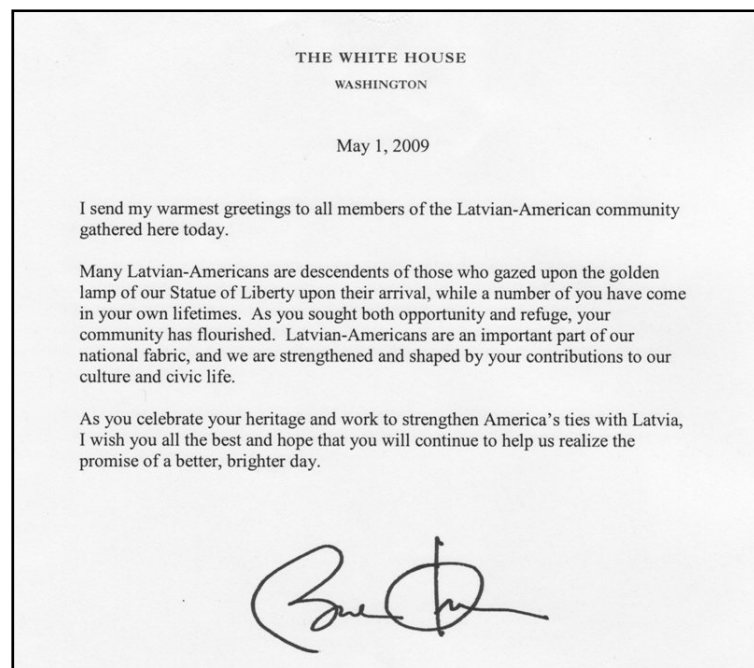 THE WHITE HOUSE
WASHINGTON
May 1, 2009
I send my warmest greetings to all members of the Latvian-American community
gathered here today.
Many Latvian-Americans are descendents of those who gazed upon the golden
lamp of our Statue of Liberty upon their arrival, while a number of you have come
in your own lifetimes.  As you sought both opportunity and refuge, your
community has flourished.  Latvian-Americans are an important part of our
national fabric, and we are strengthened and shaped by your contributions to our
culture and civic life.
As you celebrate your heritage and work to strengthen America’s ties with Latvia,
I wish you all the best and hope that you will continue to help us realize the
promise of a better, brighter day.